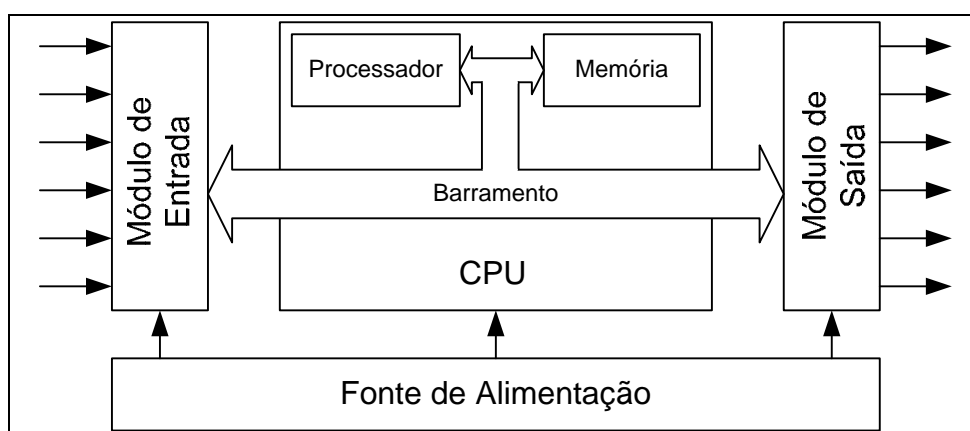 Processador
Memória
Módulo de
Entrada
Barramento
CPU
Módulo de
Saída
Fonte de Alimentação